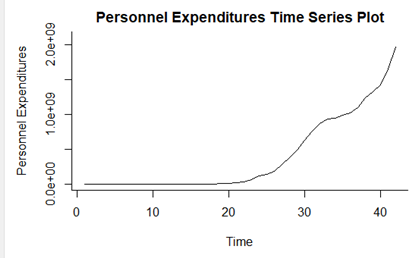 Personnel Expenditures Time Series Plot
Personnel Expenditures
2.0e+09
1.0e+09
0.0e+00
0 10 20 30 40
Time